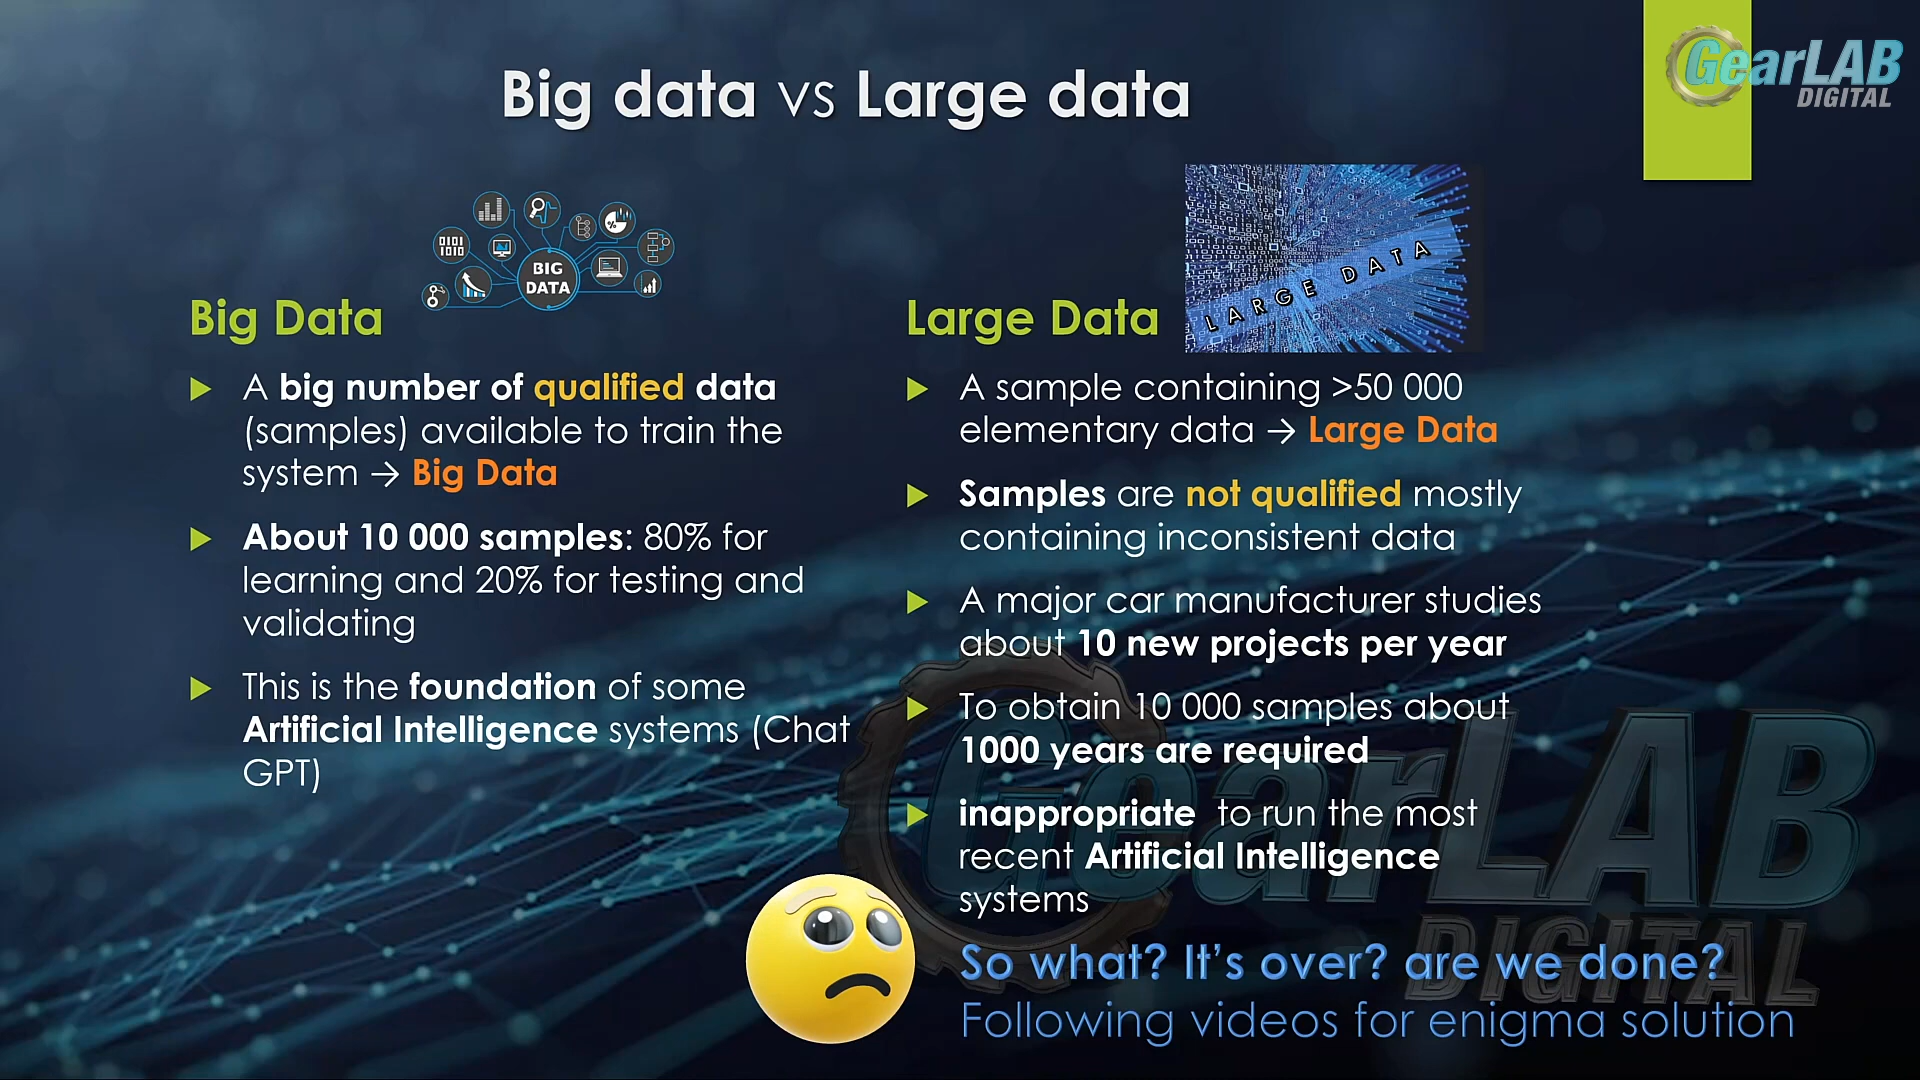 GearLAB
DIGITAL
Big data vs Large data
0101
1010
%
BIG
DATA
Big Data
A big number of qualified data
(samples) available to train the
system → Big Data
About 10 000 samples: 80% for
learning and 20% for testing and
validating
This is the foundation of some
Artificial Intelligence systems (Chat
GPT)
LARGE DATA
Large Data
A sample containing >50 000
elementary data → Large Data
Samples are not qualified mostly
containing inconsistent data
A major car manufacturer studies
about 10 new projects per year
To obtain 10 000 samples about
1000 years are required
inappropriate to run the most
recent Artificial Intelligence
systems
So what? It's over? are we done?
Following videos for enigma solution
GearLAB
DIGITAL